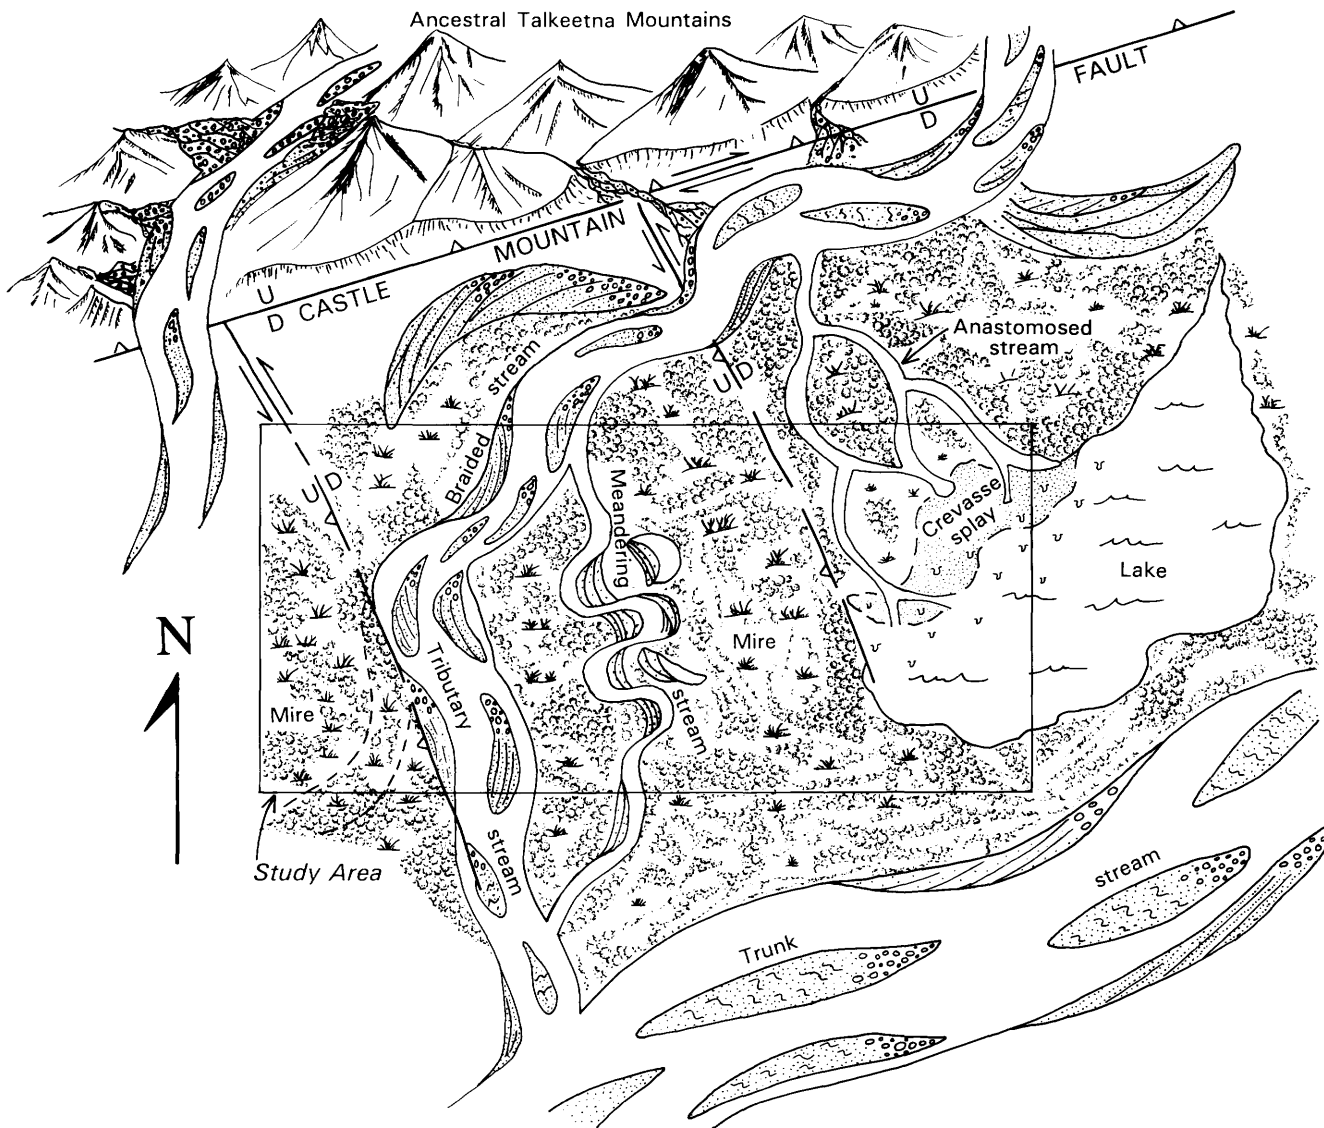 Ancestral Talkeetna Mountains
FAULT
U
D
MOUNTAIN
U
D CASTLE
Anastomosed
stream
stream
U D
Braided
Meandering
U D
Crevasse
splay
Lake
N
Mire
Tributary
Mire
stream
Study Area
stream
stream
Trunk